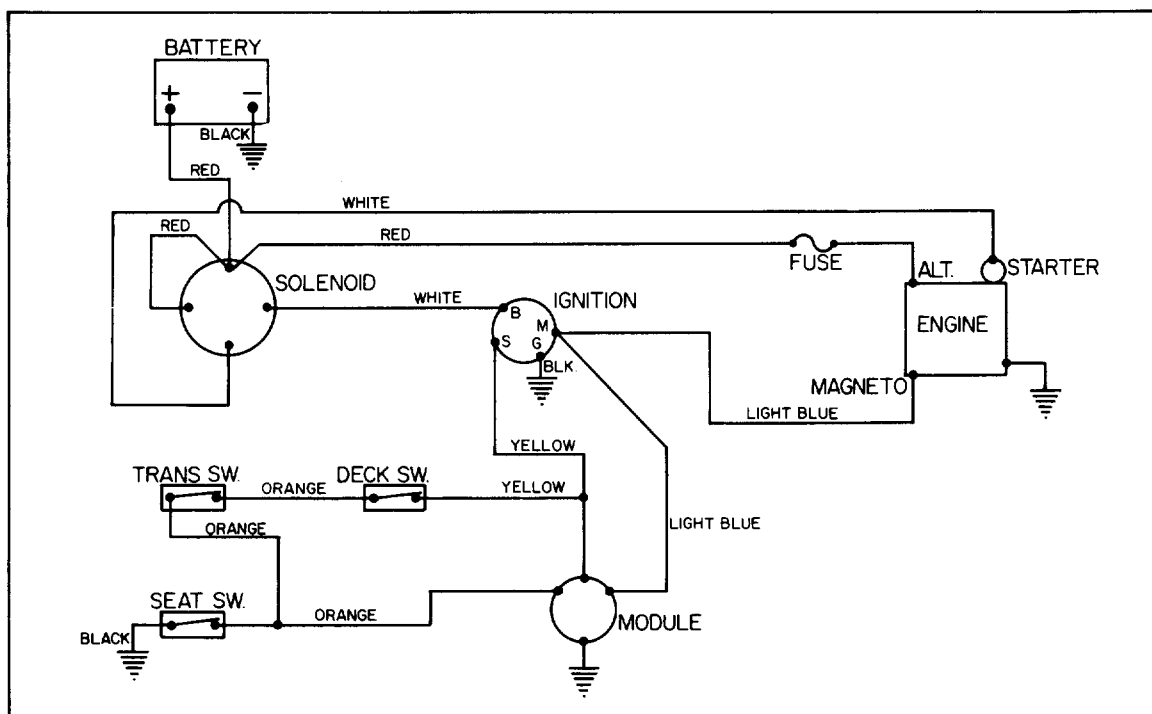 BATTERY
+ −
BLACK
RED
WHITE
RED
RED
FUSE
ALT.
STARTER
SOLENOID
WHITE
IGNITION
B
M
S
G
BLK.
ENGINE
MAGNETO
LIGHT BLUE
YELLOW
TRANS SW.
ORANGE
DECK SW.
YELLOW
ORANGE
LIGHT BLUE
SEAT SW.
ORANGE
MODULE
BLACK